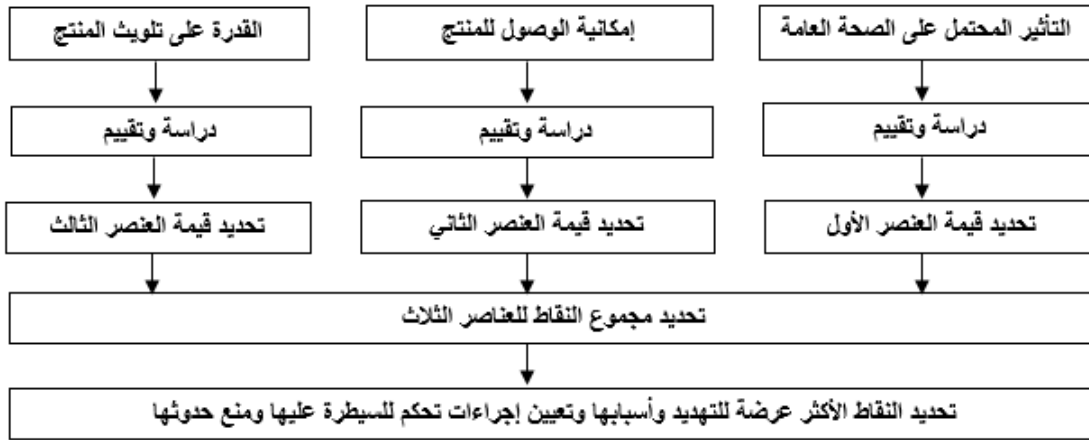 التأثير المحتمل على الصحة العامة
إمكانية الوصول للمنتج
القدرة على تلويث المنتج
دراسة وتقييم
دراسة وتقييم
دراسة وتقييم
تحديد قيمة العنصر الأول
تحديد قيمة العنصر الثاني
تحديد قيمة العنصر الثالث
تحديد مجموع النقاط للعناصر الثلاث
تحديد النقاط الأكثر عرضة للتهديد وأسبابها وتعيين إجراءات تحكم للسيطرة عليها ومنع حدوثها